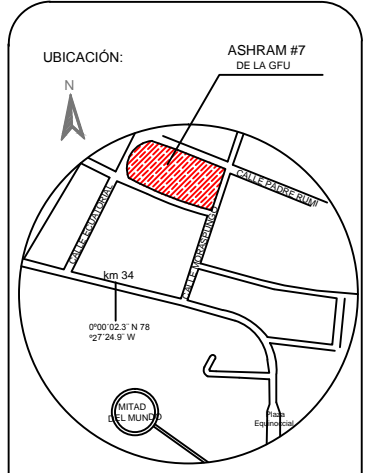 UBICACIÓN:
ASHRAM #7
DE LA GFU
N
CALLE PADRE RUMI
CALLE ECUATORIAL
CALLE MORASPUNGO
km 34
0°00¨02.3¨ N 78
°27¨24.9¨ W
MITAD
DEL MUNDO
Plaza
Equinoccial